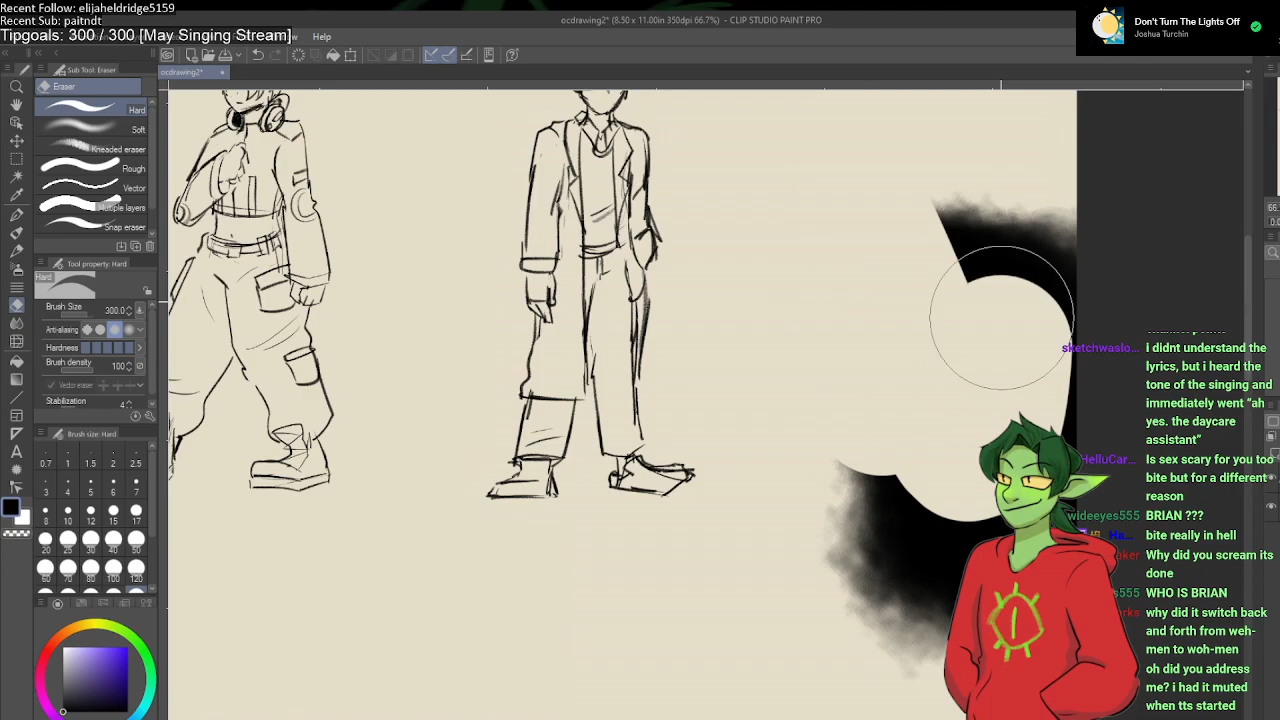 Recent Follow: elijaheldridge5159
Recent Sub: paitndt
Tipgoals: 300 / 300 [May Singing Stream]
Help
ocdrawing2* (8.50 x 11.00in 350dpi 66.7%) - CLIP STUDIO PAINT PRO
Don't Turn The Lights Off
Joshua Turchin
Sub Tool: Eraser
Eraser
Hard
Soft
Kneaded eraser
Rough
Vector
Multiple layers
Snap eraser
Tool property: Hard
Hard
Brush Size 300.0
Anti-aliasing
Hardness
Brush density 100
Vector eraser
Stabilization 4
Brush size: Hard
0.7 1 1.5 2 2.5
3 4 5 6 7
8 10 12 15 17
20 25 30 40 50
60 70 80 100 120
ocdrawing2*
sketchwaslo... i didnt understand the
lyrics, but i heard the
tone of the singing and
immediately went “ah
yes. the daycare
assistant”
HelluCar... Is sex scary for you too
bite but for a different
reason
wideeyes555 BRIAN ???
bite really in hell
Why did you scream its
done
WHO IS BRIAN
why did it switch back
and forth from weh-
men to woh-men
oh did you address
me? i had it muted
when tts started